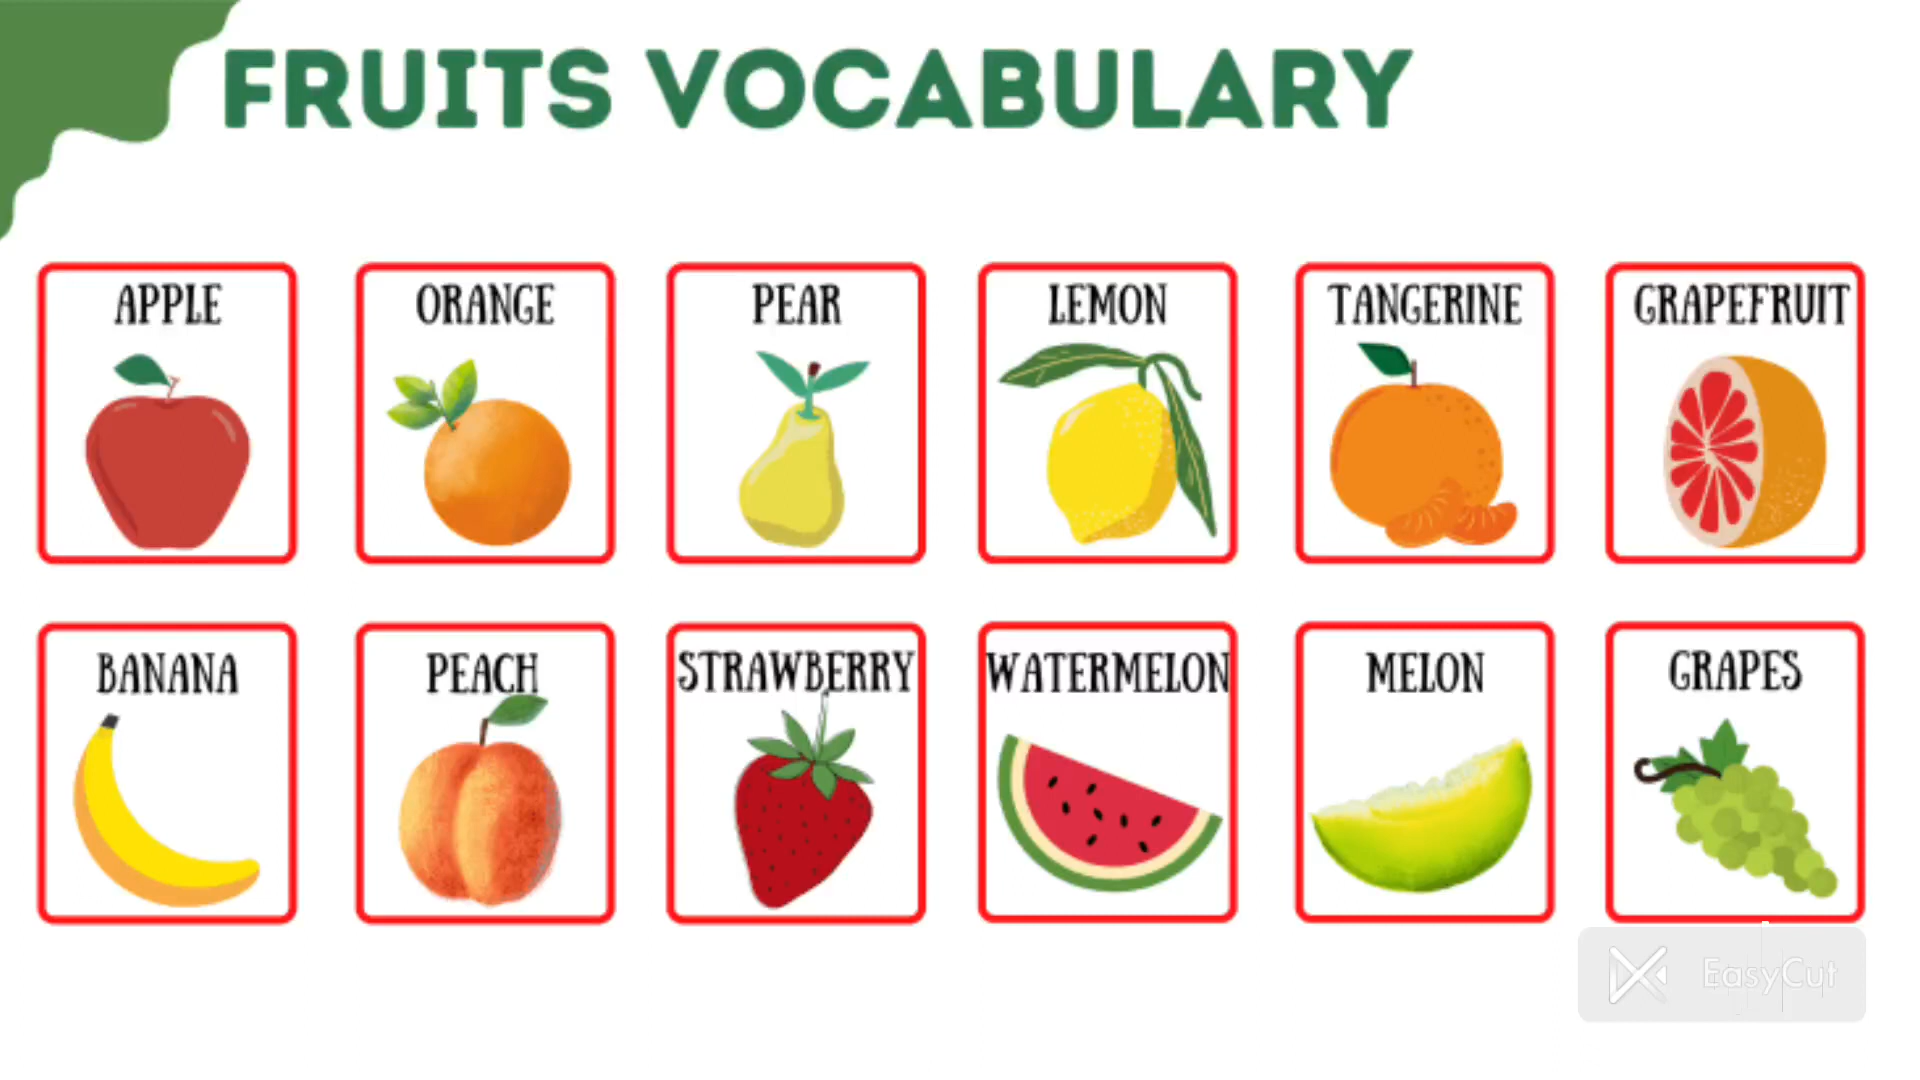 FRUITS VOCABULARY
APPLE
ORANGE
PEAR
LEMON
TANGERINE
GRAPEFRUIT
BANANA
PEACH
STRAWBERRY
WATERMELON
MELON
GRAPES
EasyCut